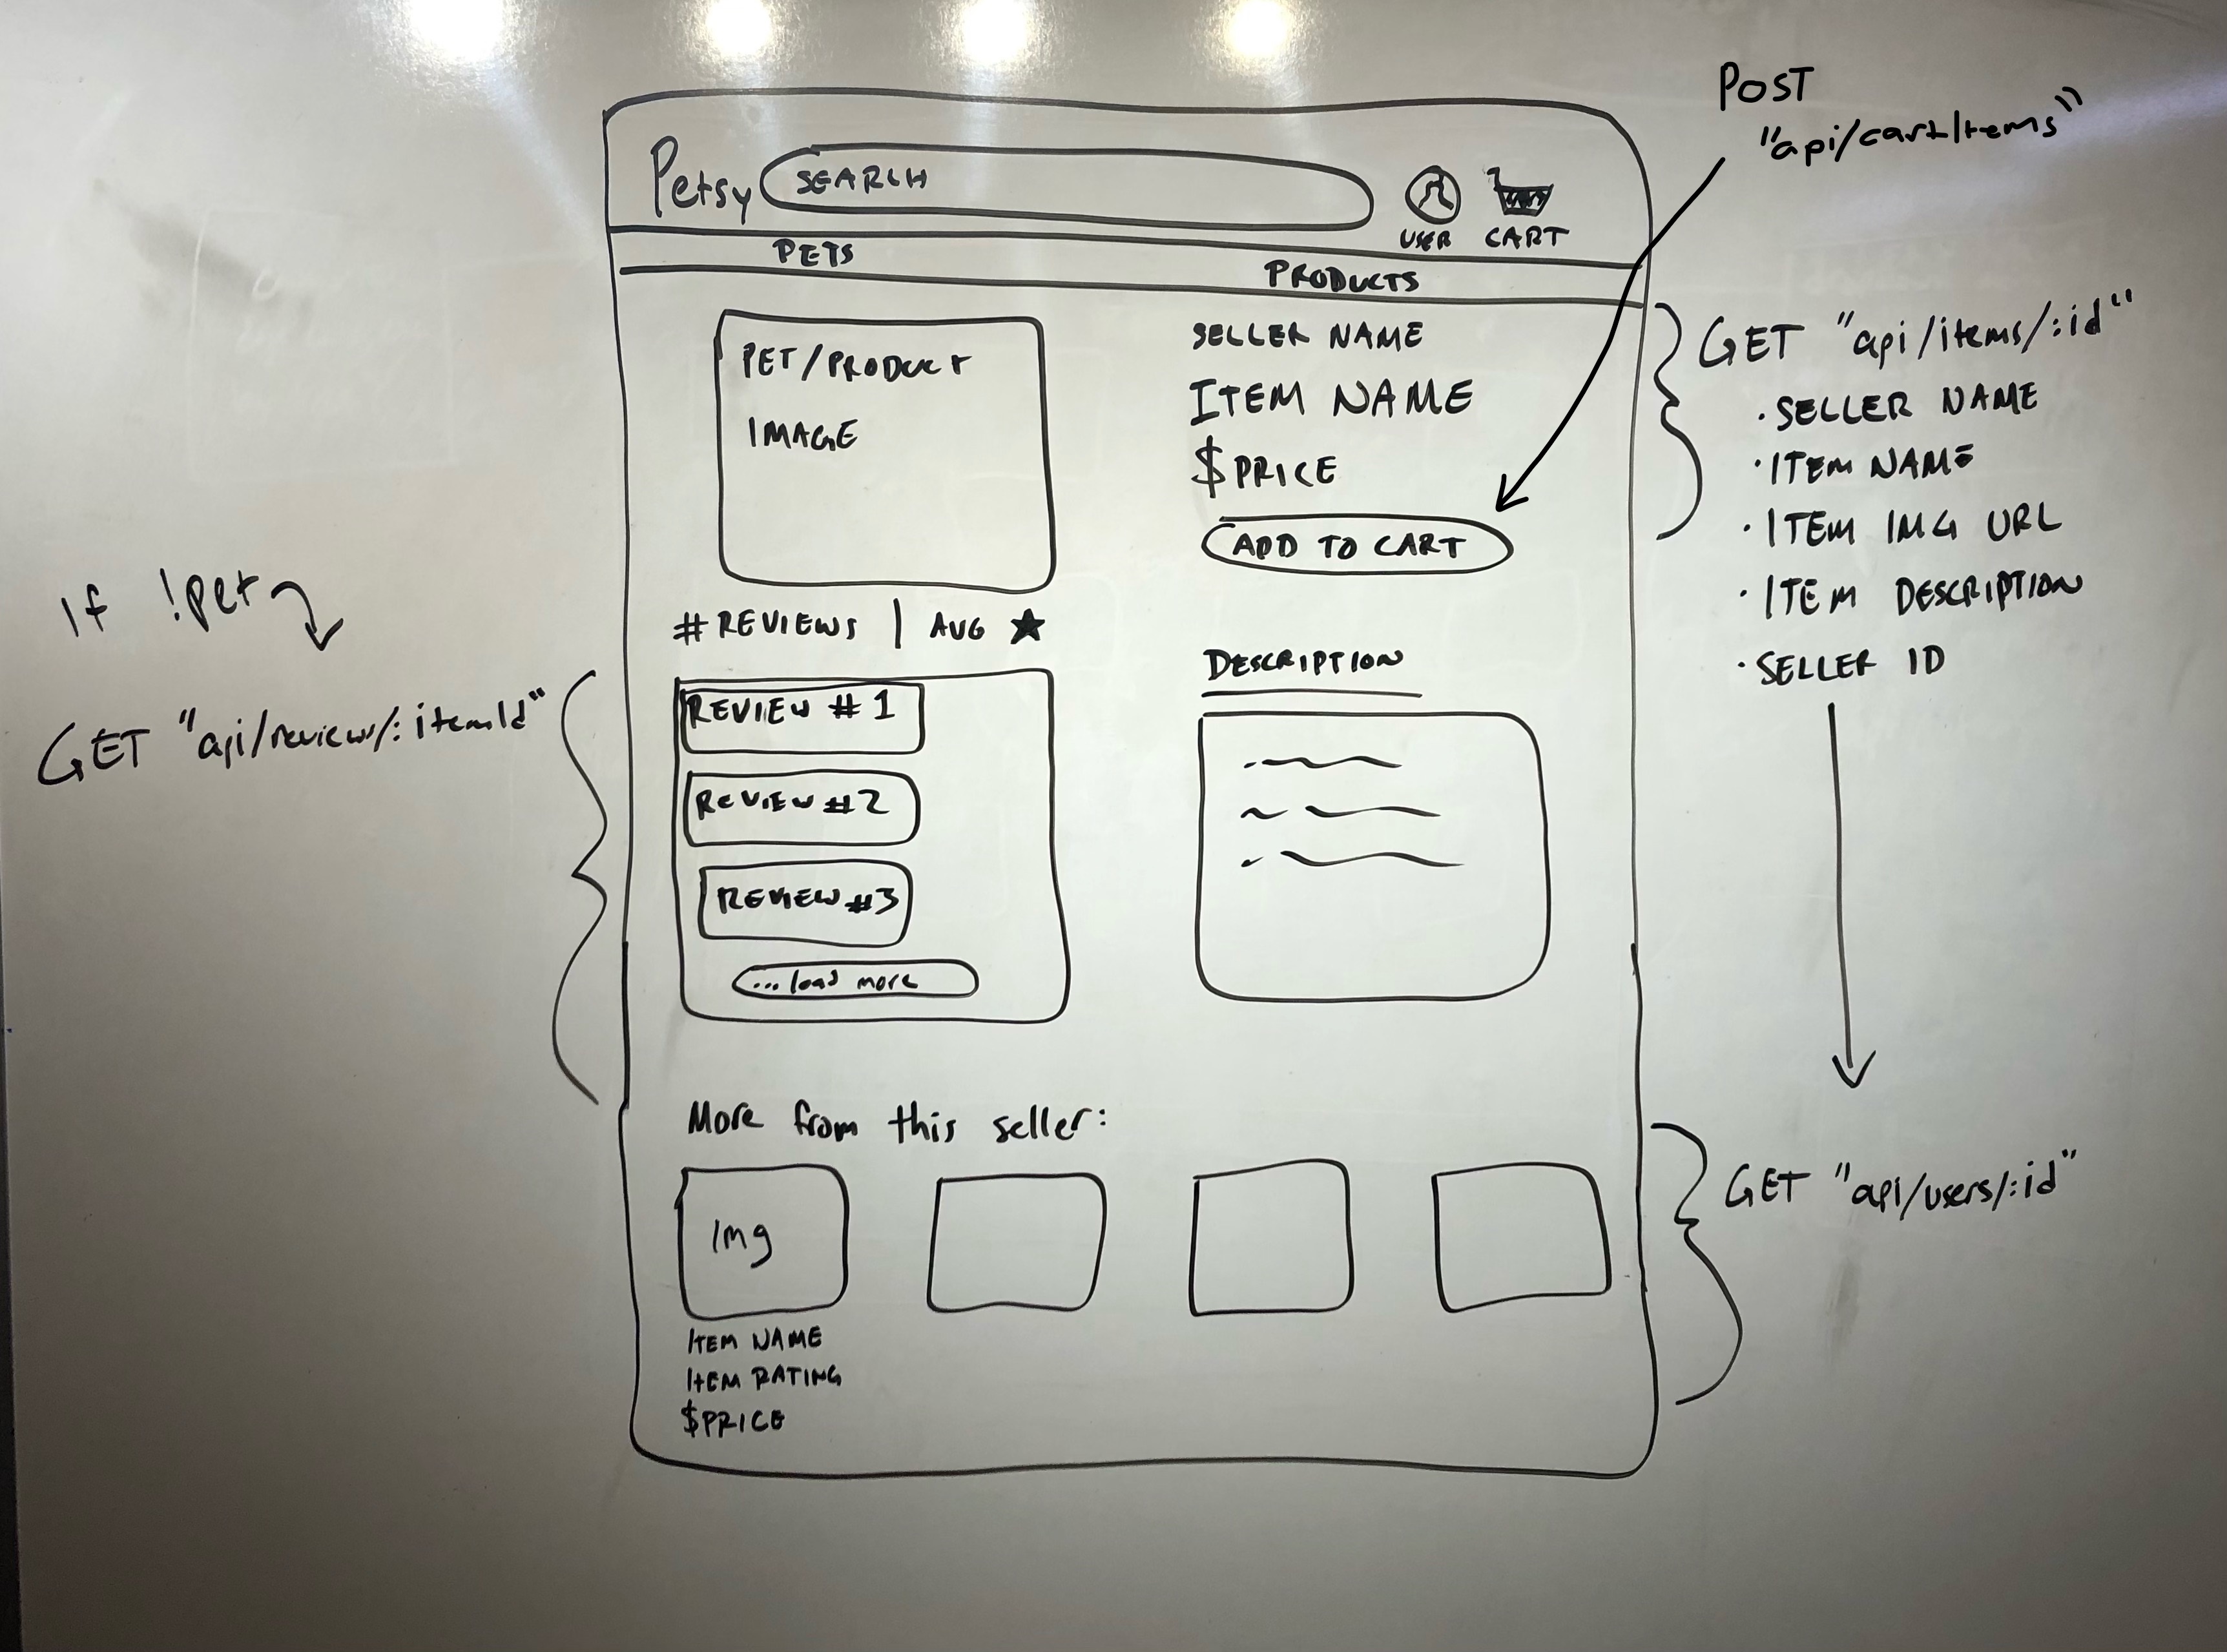 POST
"api/cartItems"
Petsy
SEARCH
USER
CART
PETS
PRODUCTS
PET/PRODUCT
IMAGE
SELLER NAME
ITEM NAME
$PRICE
ADD TO CART
GET "api/items/:id"
· SELLER NAME
· ITEM NAME
· ITEM IMG URL
· ITEM DESCRIPTION
· SELLER ID
If !pet
GET "api/reviews/:itemId"
# REVIEWS | AVG ★
REVIEW # 1
REVIEW #2
REVIEW #3
... load more
DESCRIPTION
More from this seller:
Img
ITEM NAME
ITEM RATING
$PRICE
GET "api/users/:id"